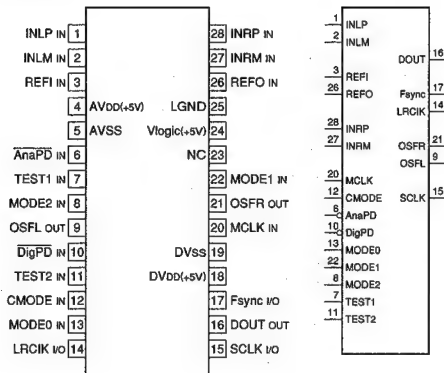 INLP IN 1
INLM IN 2
REFI IN 3
4 AVDD(+5V)
5 AVSS
AnaPD IN 6
TEST1 IN 7
MODE2 IN 8
OSFL OUT 9
DigPD IN 10
TEST2 IN 11
CMODE IN 12
MODE0 IN 13
LRCIK I/O 14
28 INRP IN
27 INRM IN
26 REFO IN
LGND 25
Vlogic(+5V) 24
NC 23
22 MODE1 IN
21 OSFR OUT
20 MCLK IN
DVSS 19
DVDD(+5V) 18
17 Fsync I/O
16 DOUT OUT
15 SCLK I/O
1 INLP
2 INLM
3 REFI
26 REFO
28 INRP
27 INRM
20 MCLK
12 CMODE
6 AnaPD
10 DigPD
13 MODE0
22 MODE1
8 MODE2
7 TEST1
11 TEST2
DOUT 16
Fsync 17
LRCIK 14
OSFR 21
OSFL 9
SCLK 15